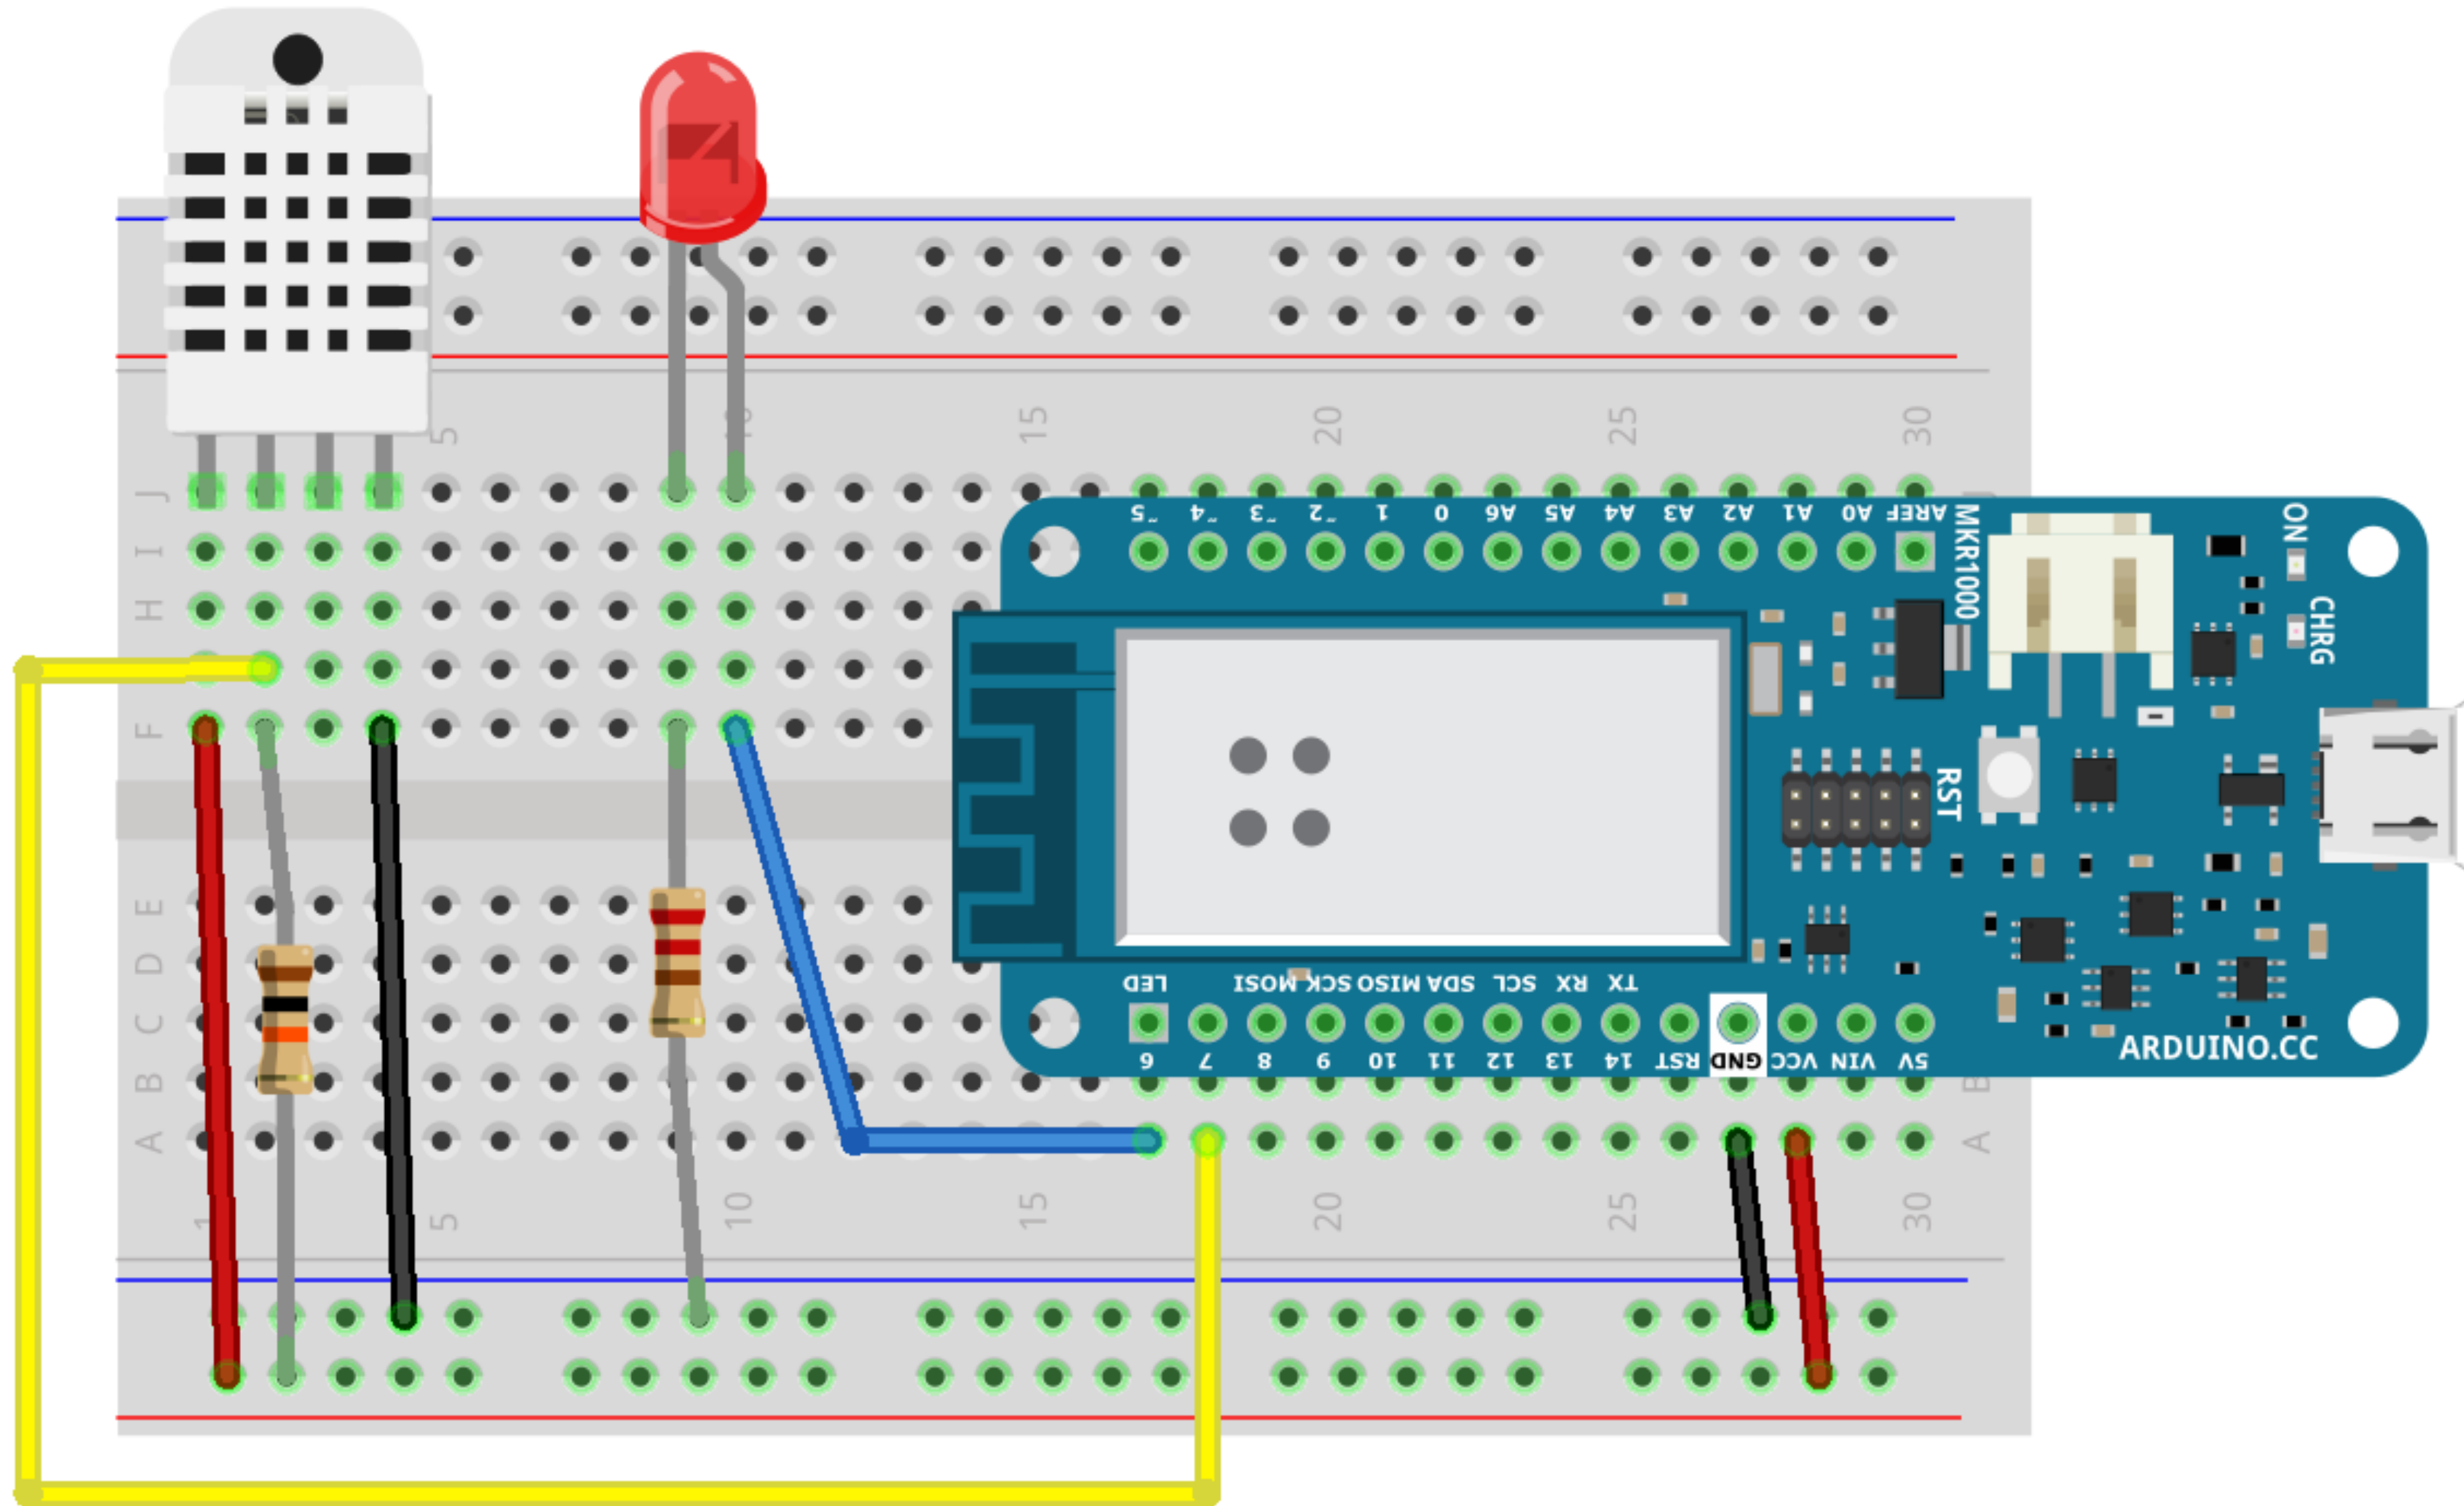 5 10 15 20 25 30
J
~5 ~4 ~3 ~2 1 0 A6 A5 A4 A3 A2 A1 A0 AREF
MKR1000
ON
I
H
CHRG
F
RST
E
D
LED MOSI SCK MISO SDA SCL RX TX
C
ARDUINO.CC
6 7 8 9 10 11 12 13 14 RST GND VCC VIN 5V
B B
A A
1 5 10 15 20 25 30